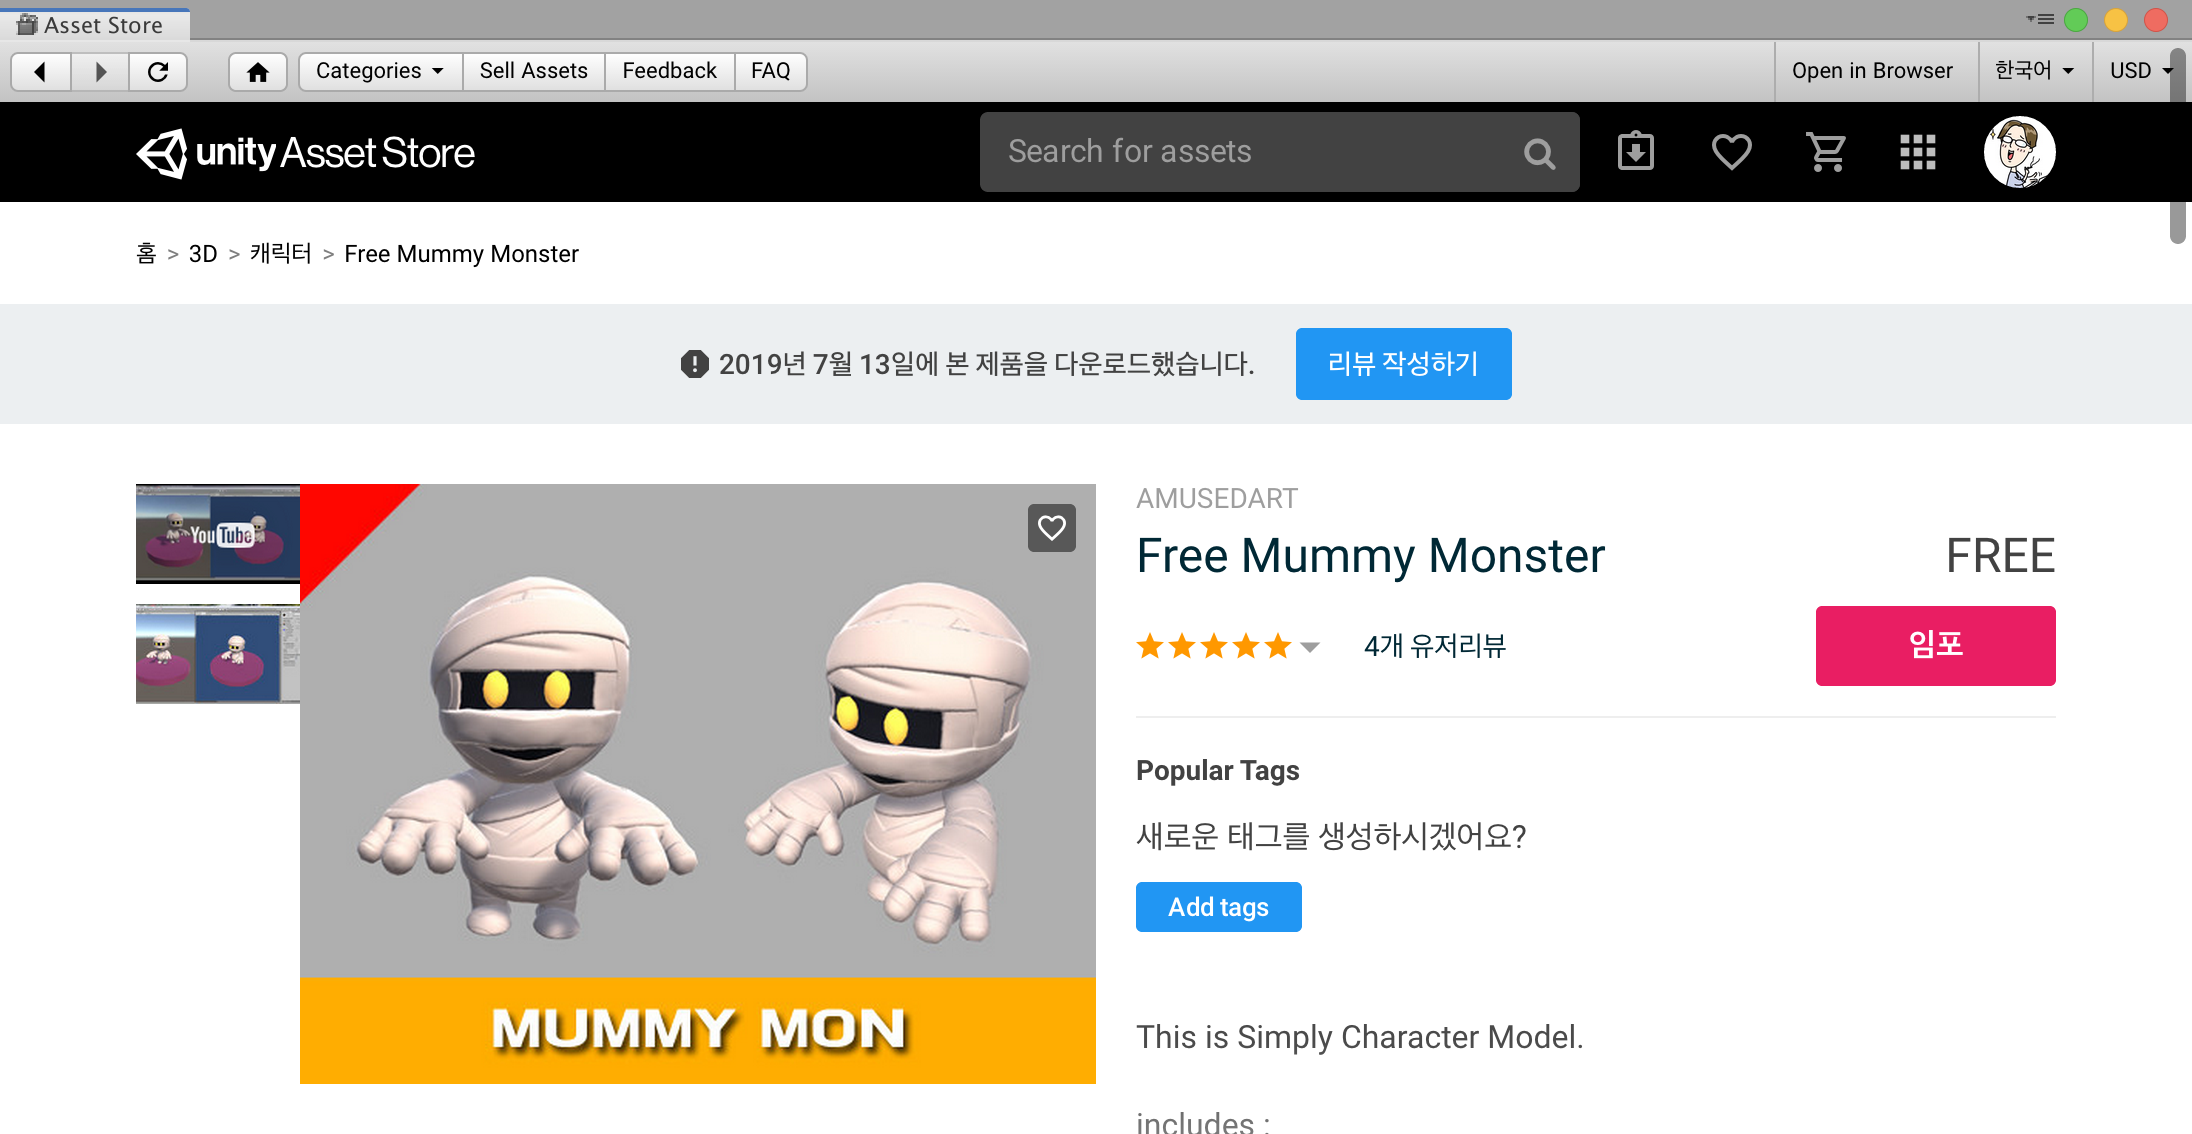 Asset Store
Categories
Sell Assets
Feedback
FAQ
Open in Browser
한국어
USD
unity Asset Store
Search for assets
홈 > 3D > 캐릭터 > Free Mummy Monster
2019년 7월 13일에 본 제품을 다운로드했습니다.
리뷰 작성하기
YouTube
MUMMY MON
AMUSEDART
Free Mummy Monster
FREE
4개 유저리뷰
임포
Popular Tags
새로운 태그를 생성하시겠어요?
Add tags
This is Simply Character Model.
includes :